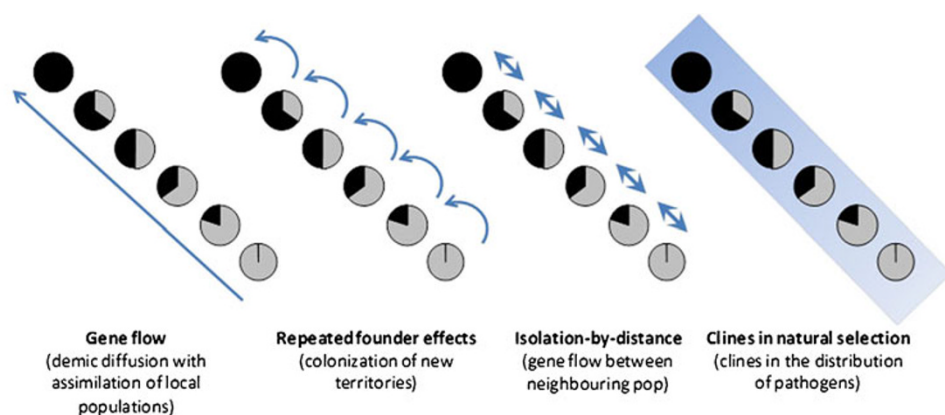 Gene flow
(demic diffusion with
assimilation of local
populations)
Repeated founder effects
(colonization of new
territories)
Isolation-by-distance
(gene flow between
neighbouring pop)
Clines in natural selection
(clines in the distribution
of pathogens)